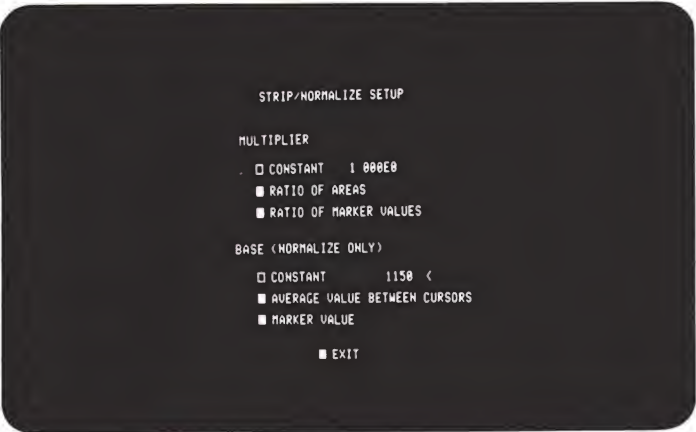 STRIP/NORMALIZE SETUP
MULTIPLIER
CONSTANT 1 000E0
RATIO OF AREAS
RATIO OF MARKER VALUES
BASE (NORMALIZE ONLY)
CONSTANT 1150 <
AVERAGE VALUE BETWEEN CURSORS
MARKER VALUE
EXIT